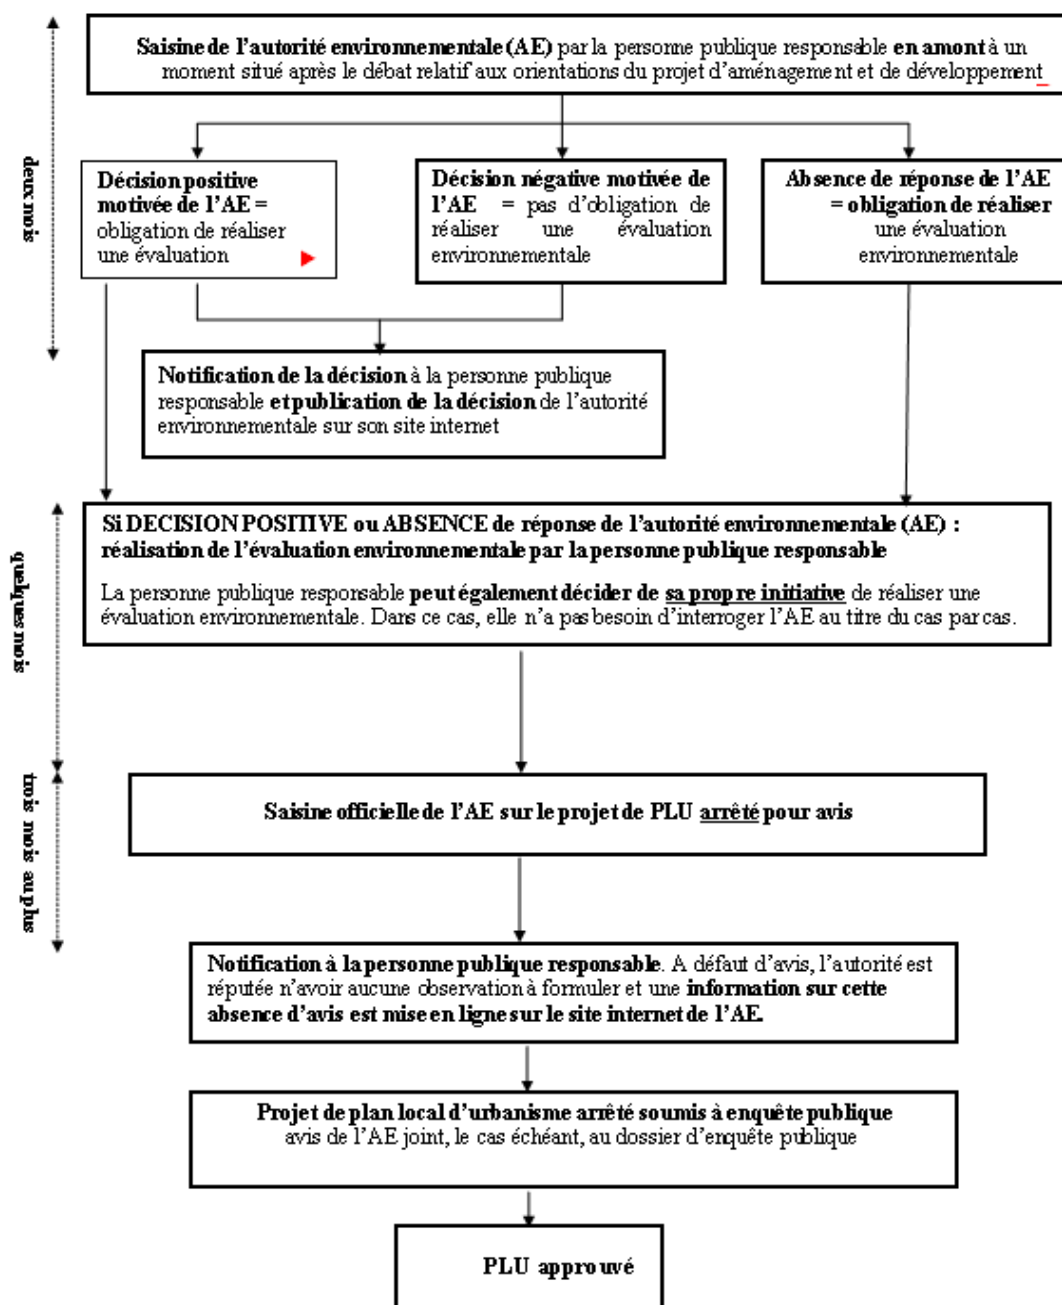 Saisine de l'autorité environnementale (AE) par la personne publique responsable en amont à un
moment situé après le débat relatif aux orientations du projet d'aménagement et de développement
deux mois
Décision positive
motivée de l'AE =
obligation de réaliser
une évaluation
Décision négative motivée de
l'AE = pas d'obligation de
réaliser une évaluation
environnementale
Absence de réponse de l'AE
= obligation de réaliser
une évaluation
environnementale
Notification de la décision à la personne publique
responsable et publication de la décision de l'autorité
environnementale sur son site internet
quelques mois
Si DECISION POSITIVE ou ABSENCE de réponse de l'autorité environnementale (AE) :
réalisation de l'évaluation environnementale par la personne publique responsable
La personne publique responsable peut également décider de sa propre initiative de réaliser une
évaluation environnementale. Dans ce cas, elle n'a pas besoin d'interroger l'AE au titre du cas par cas.
trois mois au plus
Saisine officielle de l'AE sur le projet de PLU arrêté pour avis
Notification à la personne publique responsable. A défaut d'avis, l'autorité est
réputée n'avoir aucune observation à formuler et une information sur cette
absence d'avis est mise en ligne sur le site internet de l'AE.
Projet de plan local d'urbanisme arrêté soumis à enquête publique
avis de l'AE joint, le cas échéant, au dossier d'enquête publique
PLU approuvé